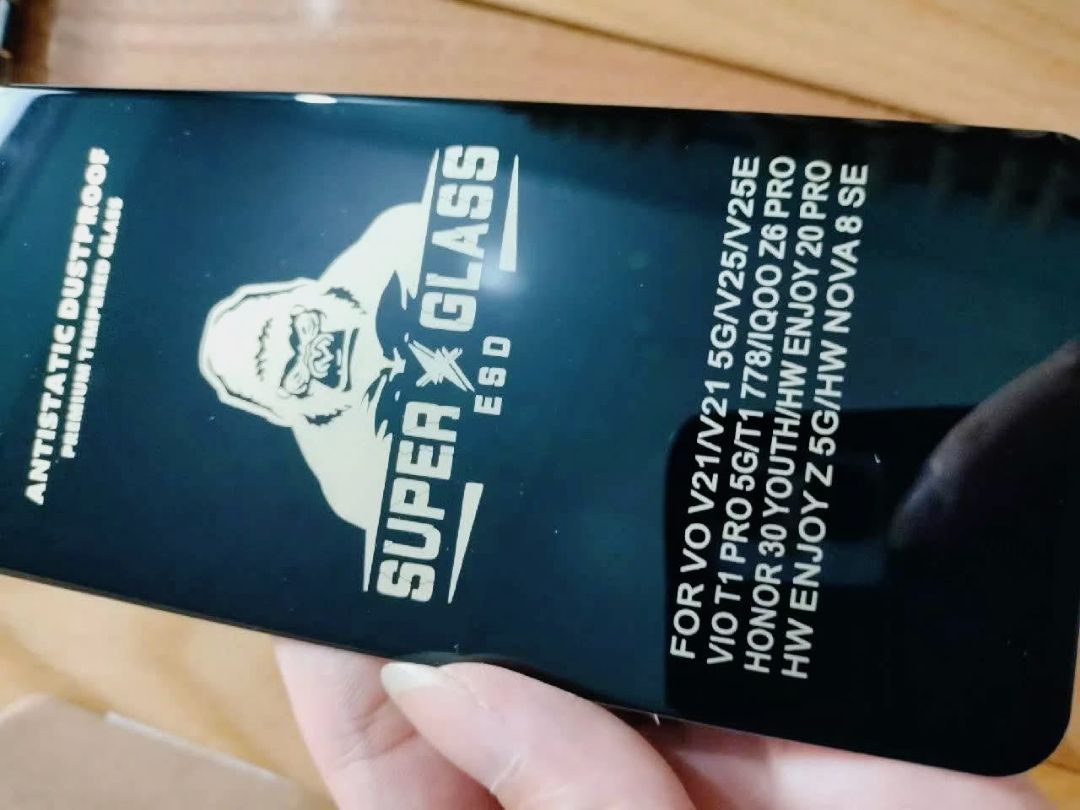 ANTISTATIC DUSTPROOF
PREMIUM TEMPERED GLASS
SUPER X GLASS
ESD
FOR VO V21/V21 5G/V25/V25E
VIO T1 PRO 5G/T1 778/IQOO Z6 PRO
HONOR 30 YOUTH/HW ENJOY 20 PRO
HW ENJOY Z 5G/HW NOVA 8 SE